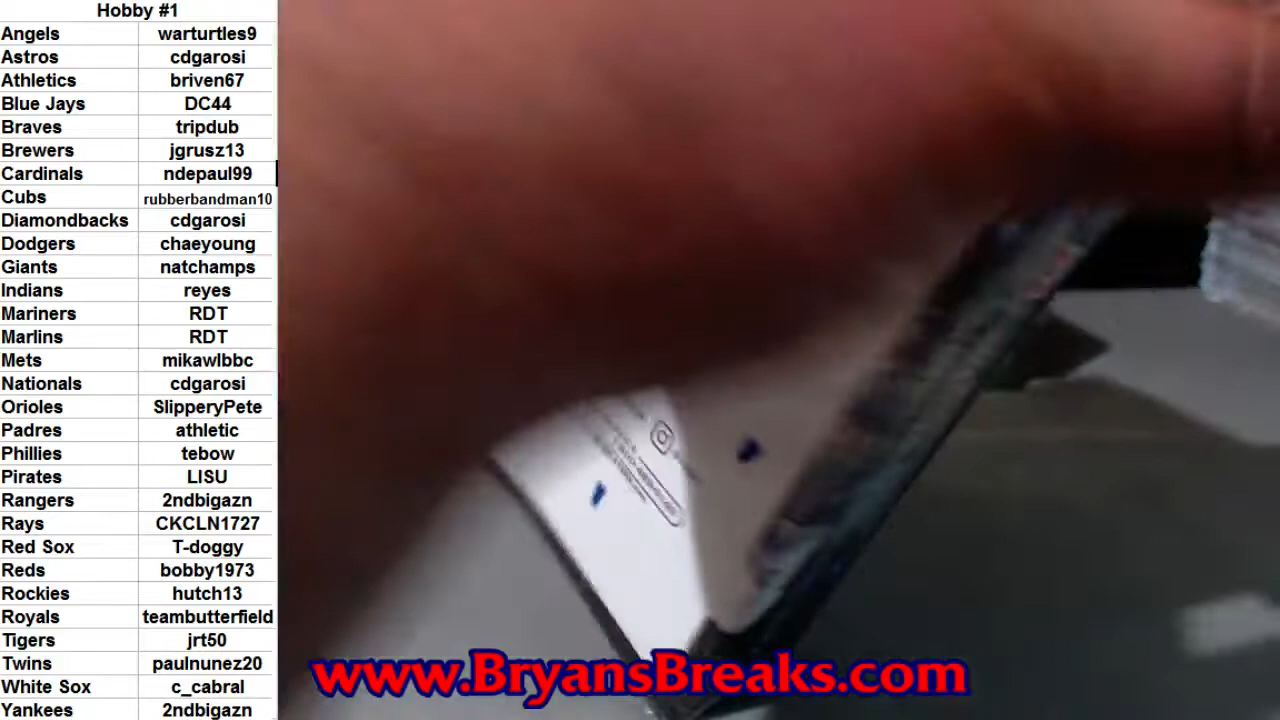 Hobby #1
Angels warturtles9
Astros cdgarosi
Athletics briven67
Blue Jays DC44
Braves tripdub
Brewers jgrusz13
Cardinals ndepaul99
Cubs rubberbandman10
Diamondbacks cdgarosi
Dodgers chaeyoung
Giants natchamps
Indians reyes
Mariners RDT
Marlins RDT
Mets mikawlbbc
Nationals cdgarosi
Orioles SlipperyPete
Padres athletic
Phillies tebow
Pirates LISU
Rangers 2ndbigazn
Rays CKCLN1727
Red Sox T-doggy
Reds bobby1973
Rockies hutch13
Royals teambutterfield
Tigers jrt50
Twins paulnunez20
White Sox c_cabral
Yankees 2ndbigazn
www.BryansBreaks.com